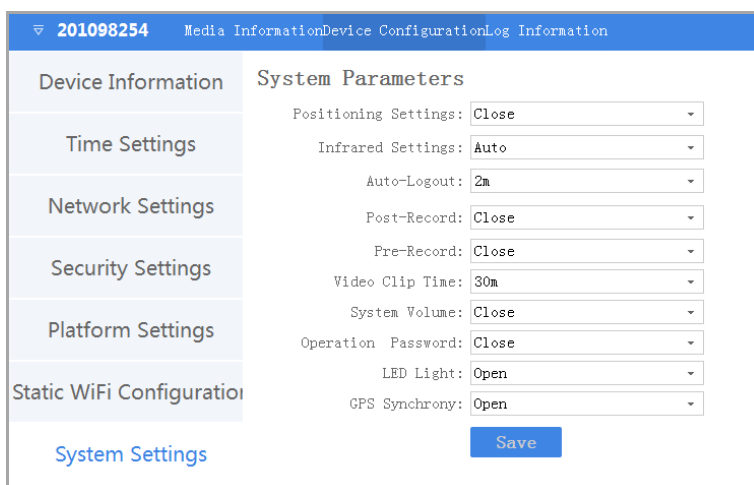 201098254 Media Information Device Configuration Log Information
Device Information
Time Settings
Network Settings
Security Settings
Platform Settings
Static WiFi Configuration
System Settings
System Parameters
Positioning Settings: Close
Infrared Settings: Auto
Auto-Logout: 2m
Post-Record: Close
Pre-Record: Close
Video Clip Time: 30m
System Volume: Close
Operation Password: Close
LED Light: Open
GPS Synchrony: Open
Save